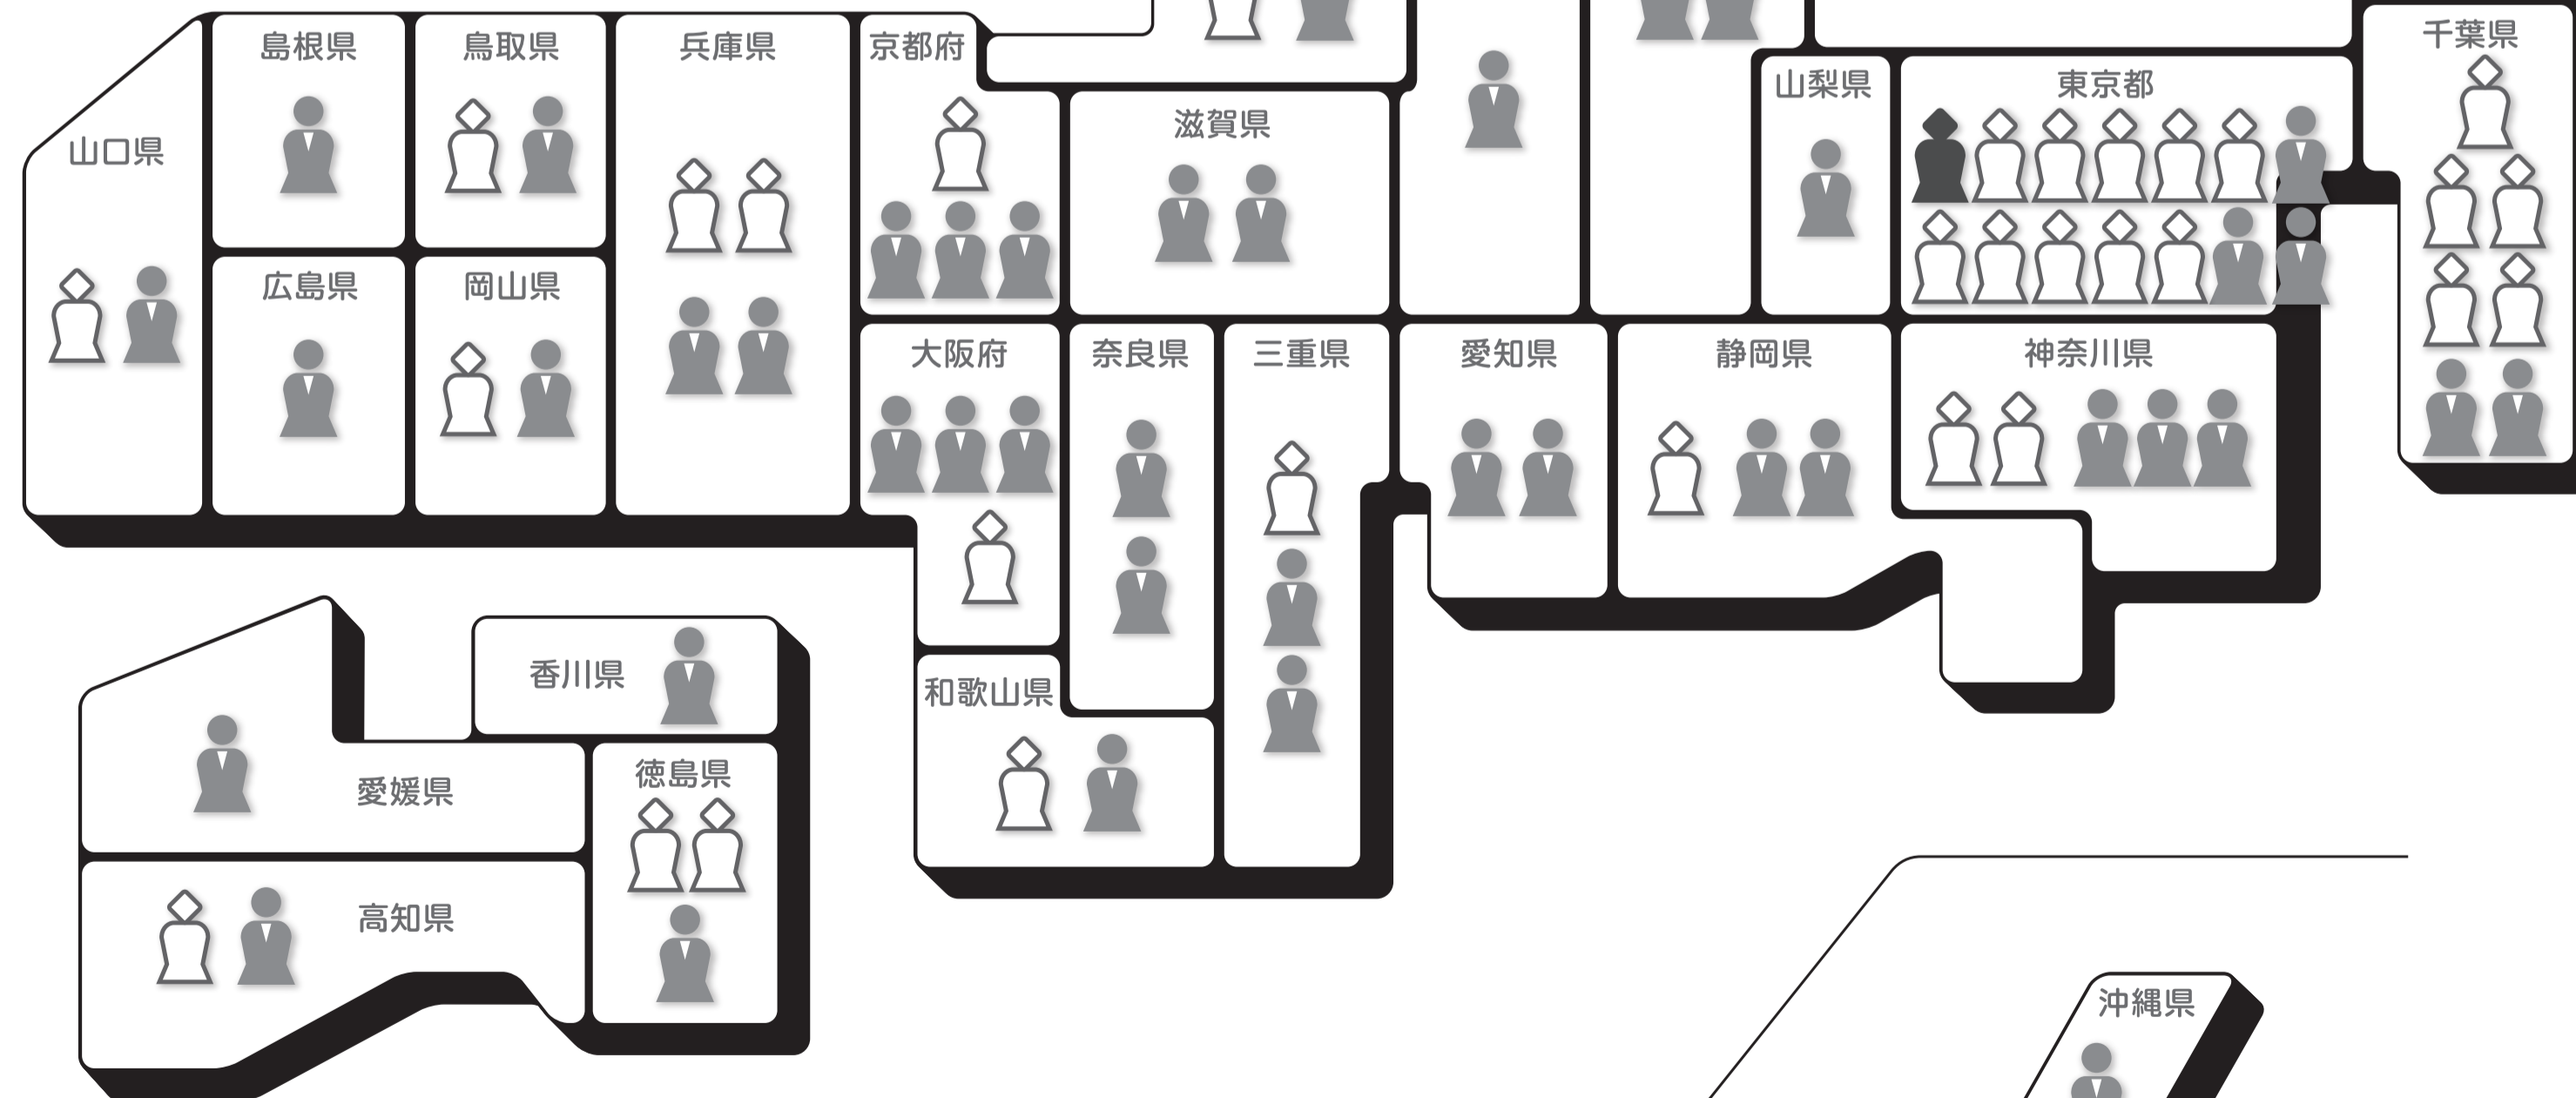 千葉県
島根県
鳥取県
兵庫県
京都府
山梨県
東京都
滋賀県
山口県
広島県
岡山県
大阪府
奈良県
三重県
愛知県
静岡県
神奈川県
香川県
和歌山県
徳島県
愛媛県
高知県
沖縄県